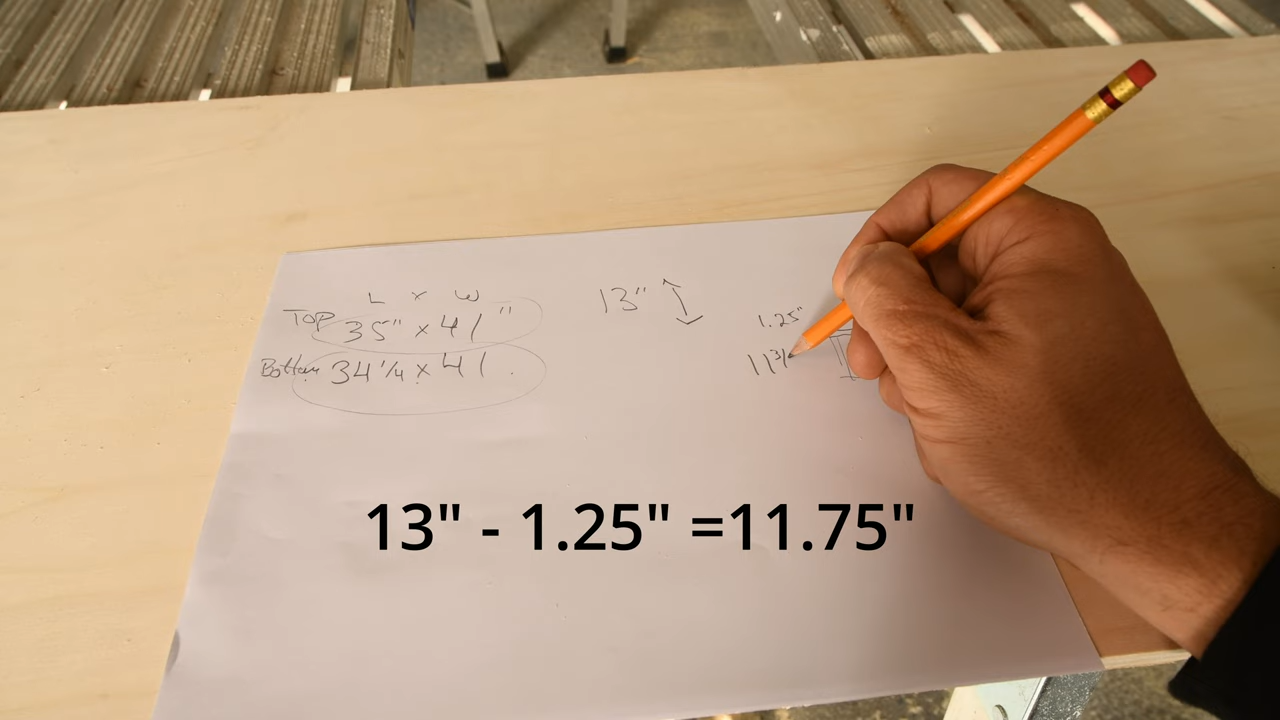 L x W
Top 35" x 41"
Bottom 34 1/4 x 41
13"
1.25"
11 3/4
13" - 1.25" =11.75"